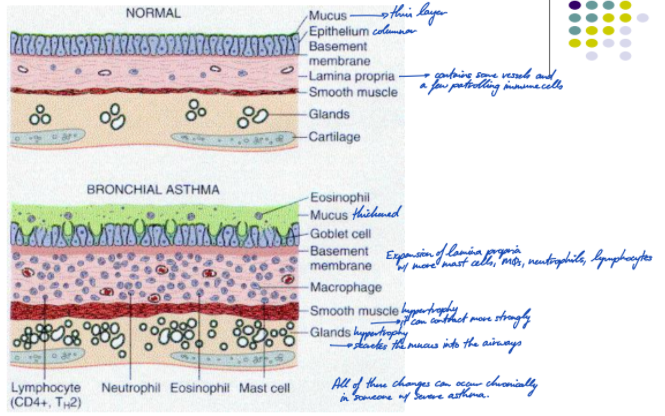 NORMAL
Mucus → thin layer
Epithelium columnar
Basement
membrane
Lamina propria → contains some vessels and
a few patrolling immune cells
Smooth muscle
Glands
Cartilage
BRONCHIAL ASTHMA
Eosinophil
Mucus thickened
Goblet cell
Basement
membrane
Expansion of lamina propria
w/ more mast cells, MØs, neutrophils, lymphocytes
Macrophage
Smooth muscle hypertrophy
→ it can contract more strongly
Glands hypertrophy
→ secretes the mucus into the airways
Lymphocyte
(CD4+, TH2)
Neutrophil
Eosinophil
Mast cell
All of these changes can occur chronically
in someone w/ severe asthma.